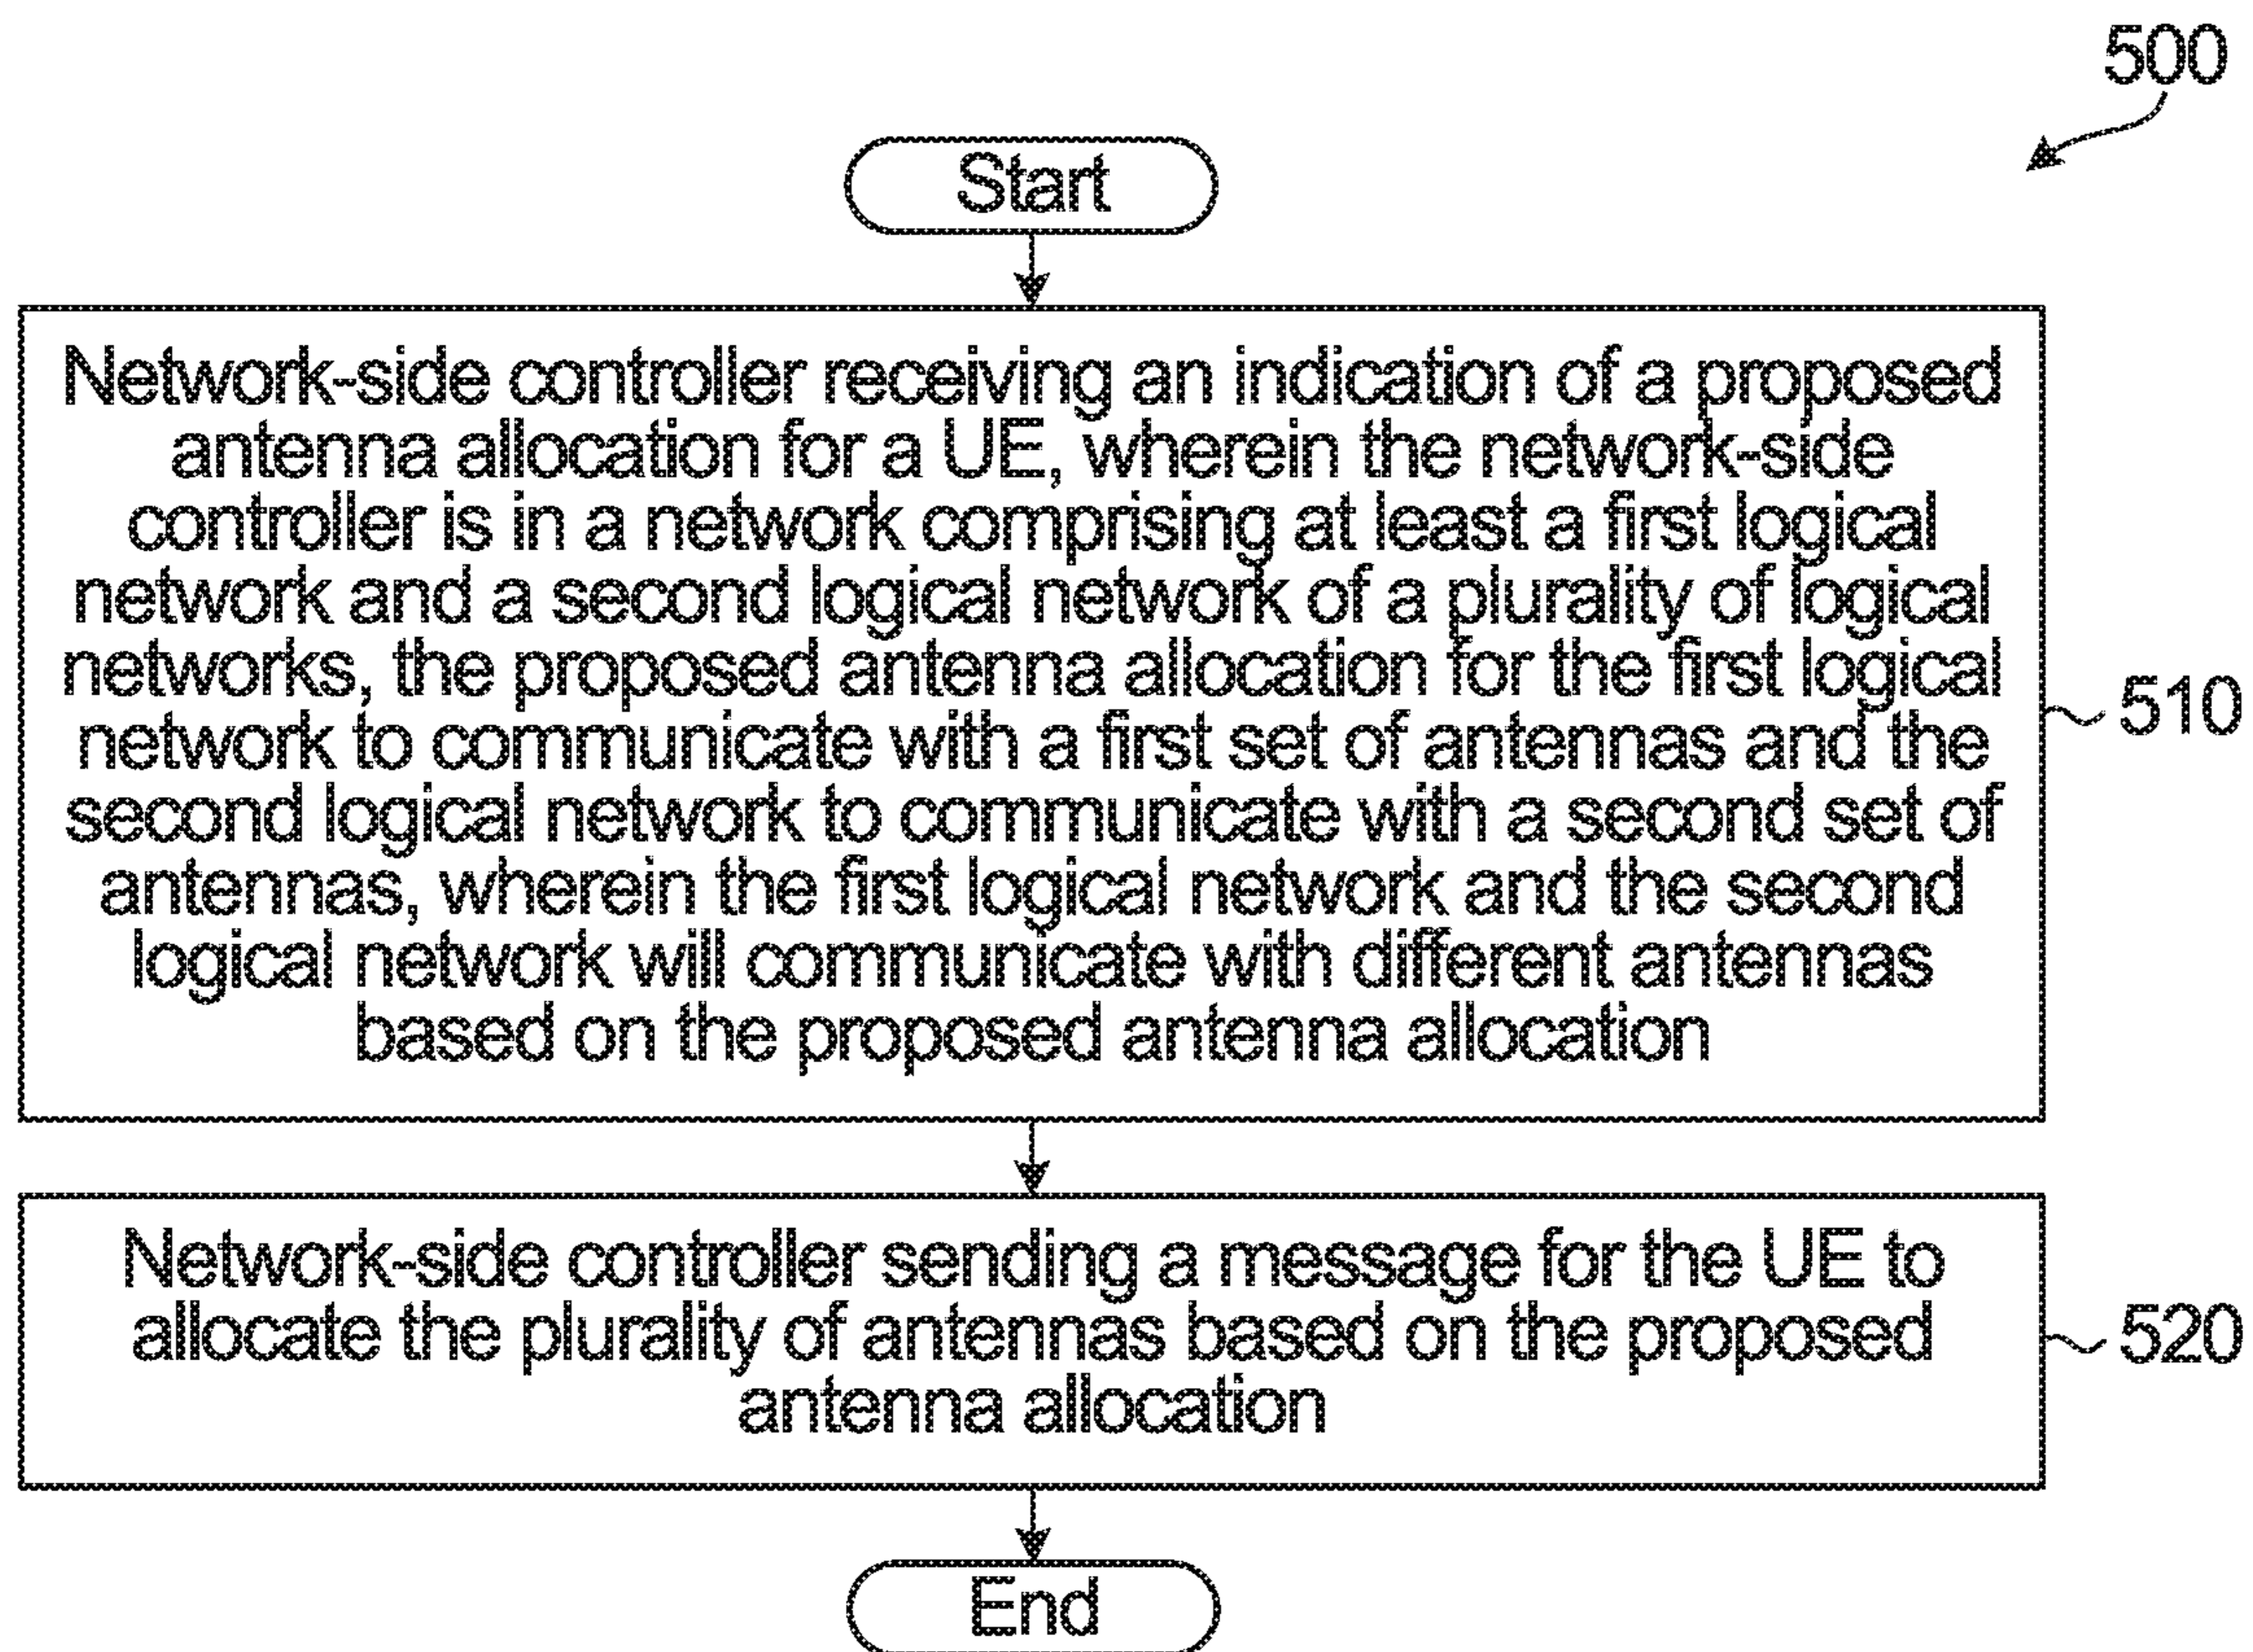 500
Start
Network-side controller receiving an indication of a proposed
antenna allocation for a UE, wherein the network-side
controller is in a network comprising at least a first logical
network and a second logical network of a plurality of logical
networks, the proposed antenna allocation for the first logical
network to communicate with a first set of antennas and the
second logical network to communicate with a second set of
antennas, wherein the first logical network and the second
logical network will communicate with different antennas
based on the proposed antenna allocation
510
Network-side controller sending a message for the UE to
allocate the plurality of antennas based on the proposed
antenna allocation
520
End